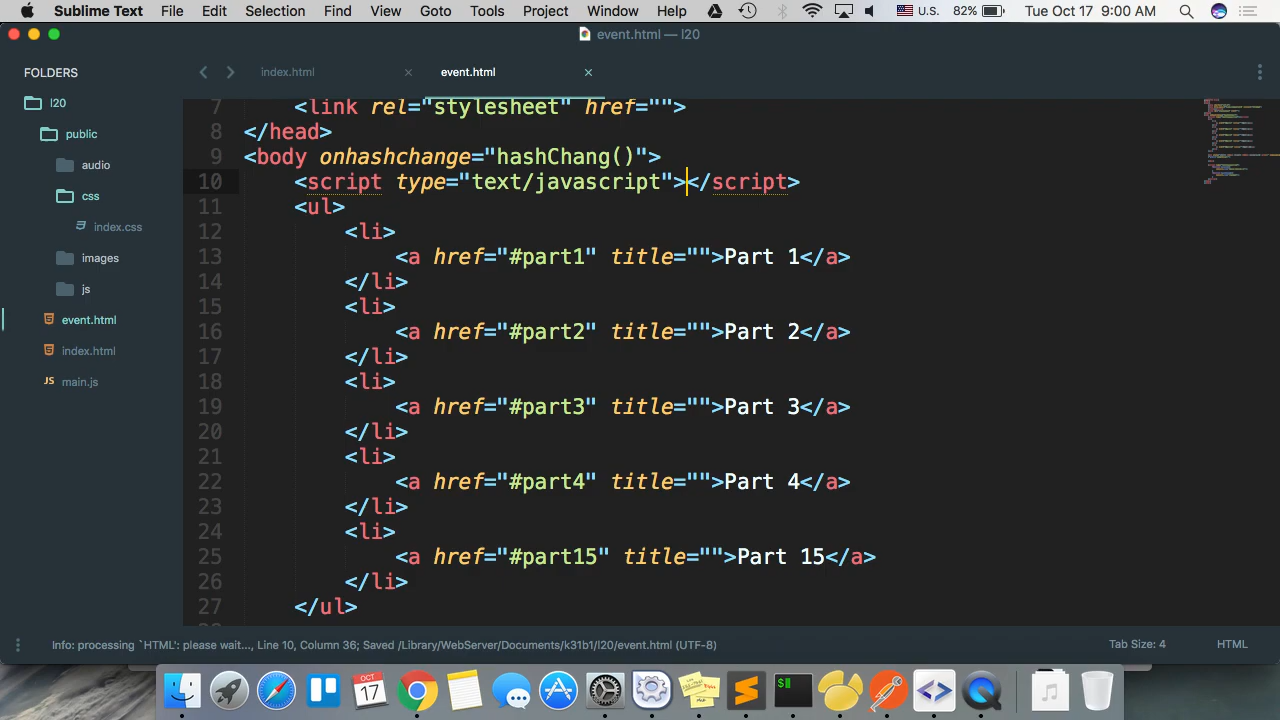 Sublime Text File Edit Selection Find View Goto Tools Project Window Help U.S. 82% Tue Oct 17 9:00 AM
event.html — l20
FOLDERS
l20
public
audio
css
index.css
images
js
event.html
index.html
JS main.js
index.html
event.html
7 <link rel="stylesheet" href="">
8 </head>
9 <body onhashchange="hashChang()">
10 <script type="text/javascript"></script>
11 <ul>
12 <li>
13 <a href="#part1" title="">Part 1</a>
14 </li>
15 <li>
16 <a href="#part2" title="">Part 2</a>
17 </li>
18 <li>
19 <a href="#part3" title="">Part 3</a>
20 </li>
21 <li>
22 <a href="#part4" title="">Part 4</a>
23 </li>
24 <li>
25 <a href="#part15" title="">Part 15</a>
26 </li>
27 </ul>
Info: processing `HTML': please wait..., Line 10, Column 36; Saved /Library/WebServer/Documents/k31b1/l20/event.html (UTF-8) Tab Size: 4 HTML
OCT
17